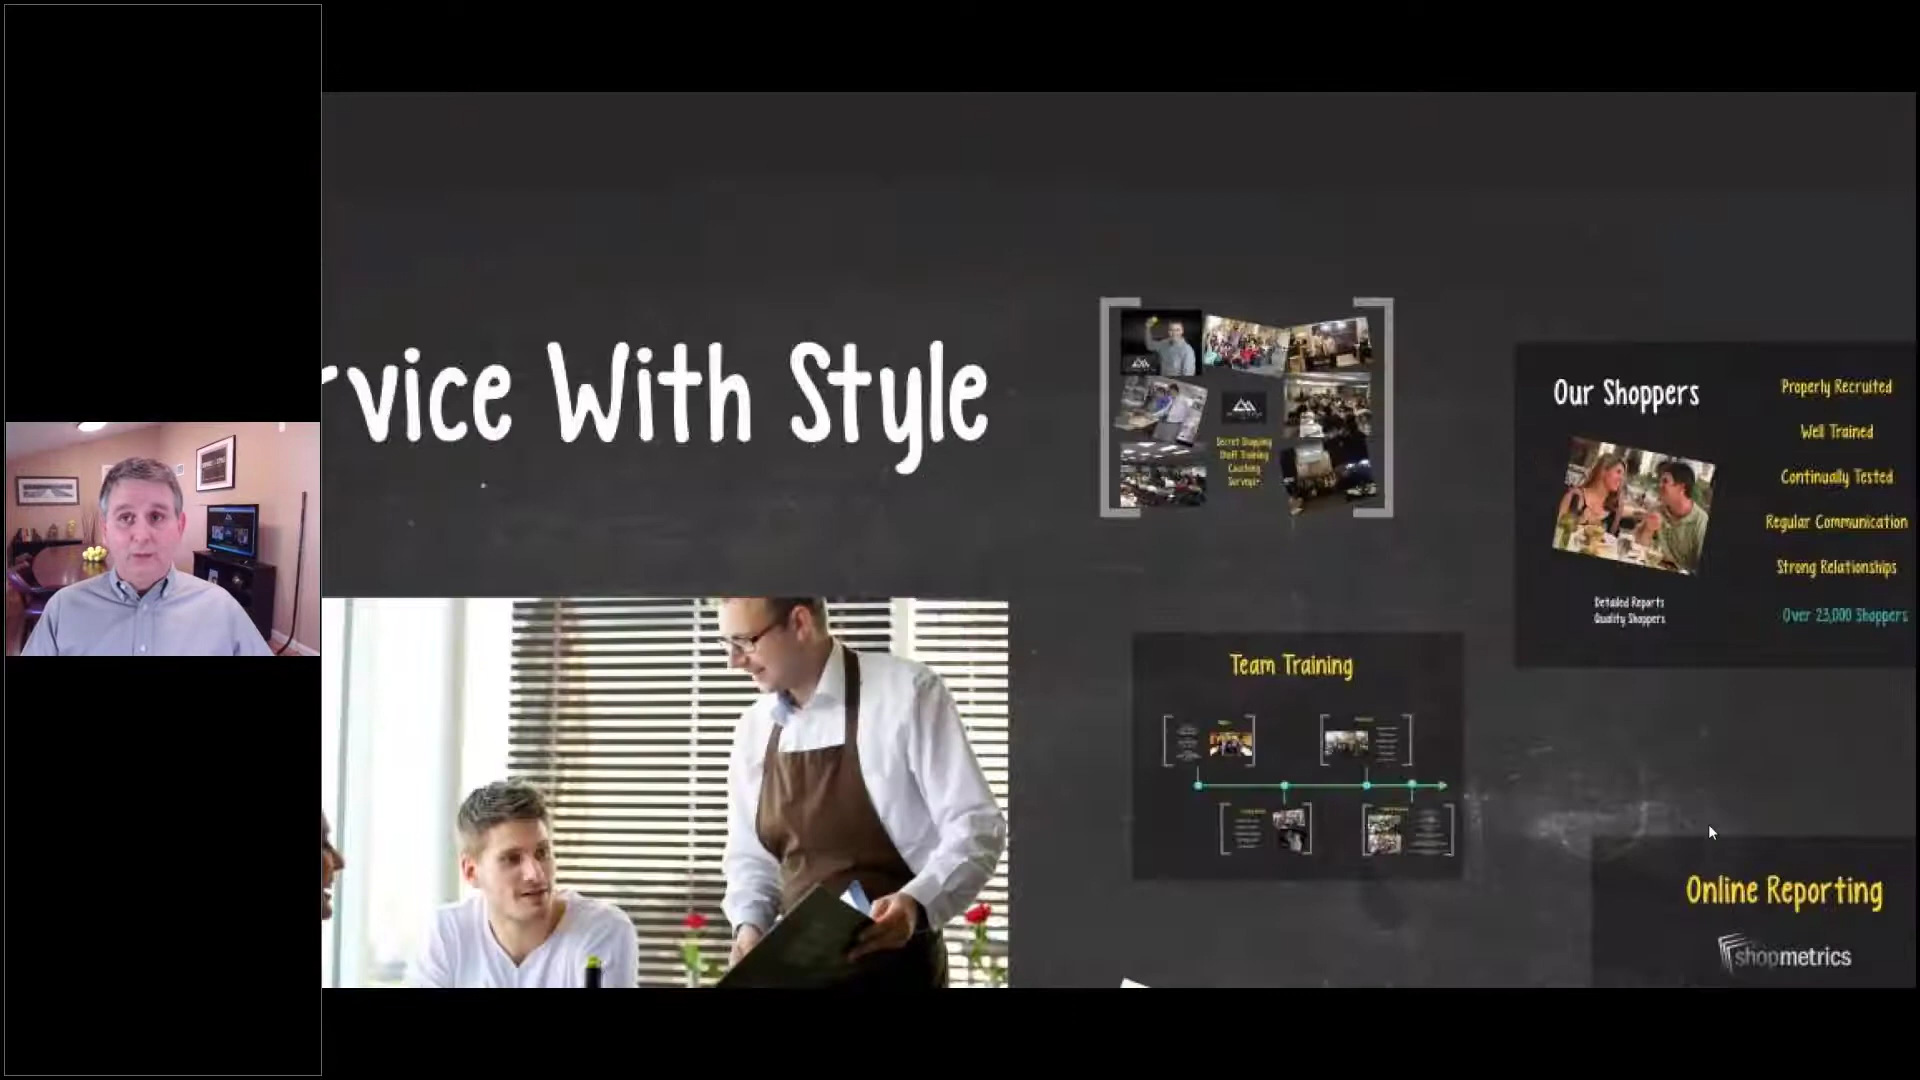 rvice With Style
Secret Shopping
Staff Training
Coaching
Surveys
Our Shoppers
Detailed Reports
Quality Shoppers
Properly Recruited
Well Trained
Continually Tested
Regular Communication
Strong Relationships
Over 23,000 Shoppers
Team Training
Online Reporting
shopmetrics